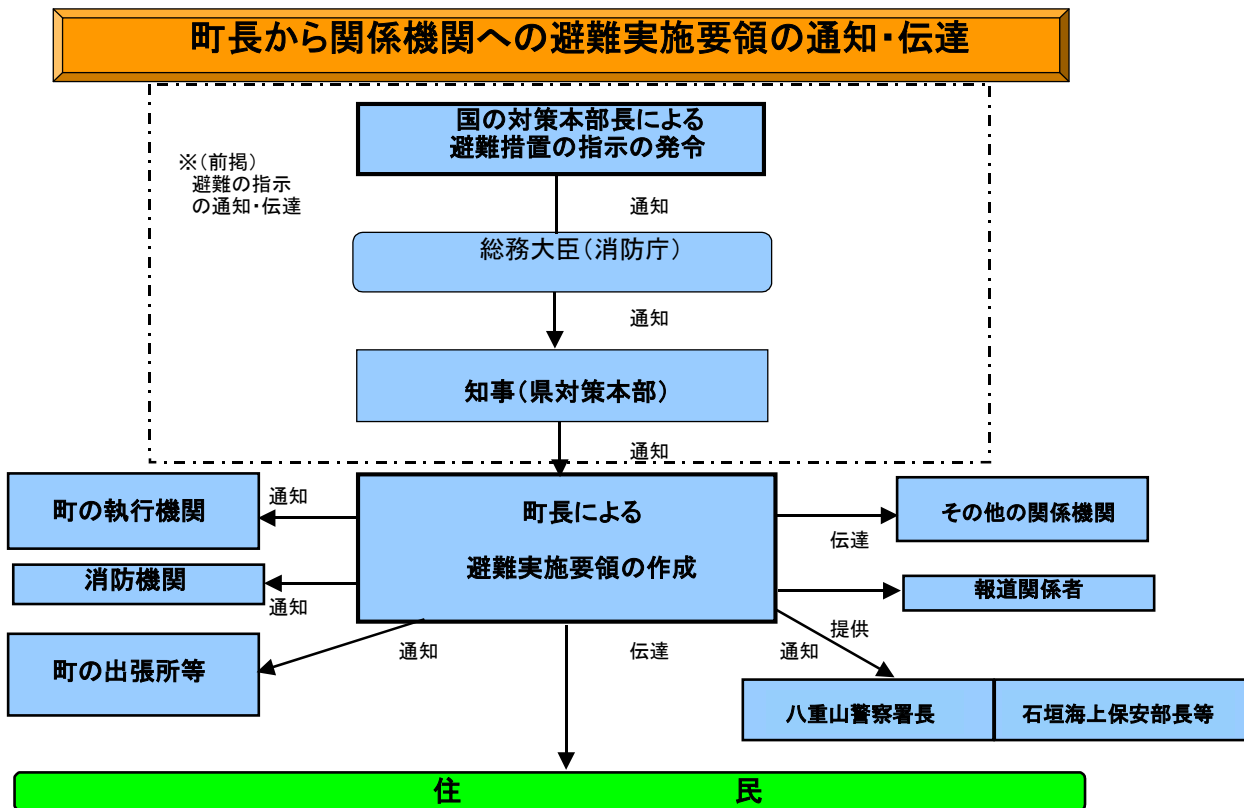 町長から関係機関への避難実施要領の通知・伝達
国の対策本部長による
避難措置の指示の発令
※(前掲)
避難の指示
の通知・伝達
通知
総務大臣(消防庁)
通知
知事(県対策本部)
通知
町の執行機関
通知
町長による
避難実施要領の作成
その他の関係機関
伝達
消防機関
通知
報道関係者
提供
町の出張所等
通知
伝達
通知
八重山警察署長
石垣海上保安部長等
住 民